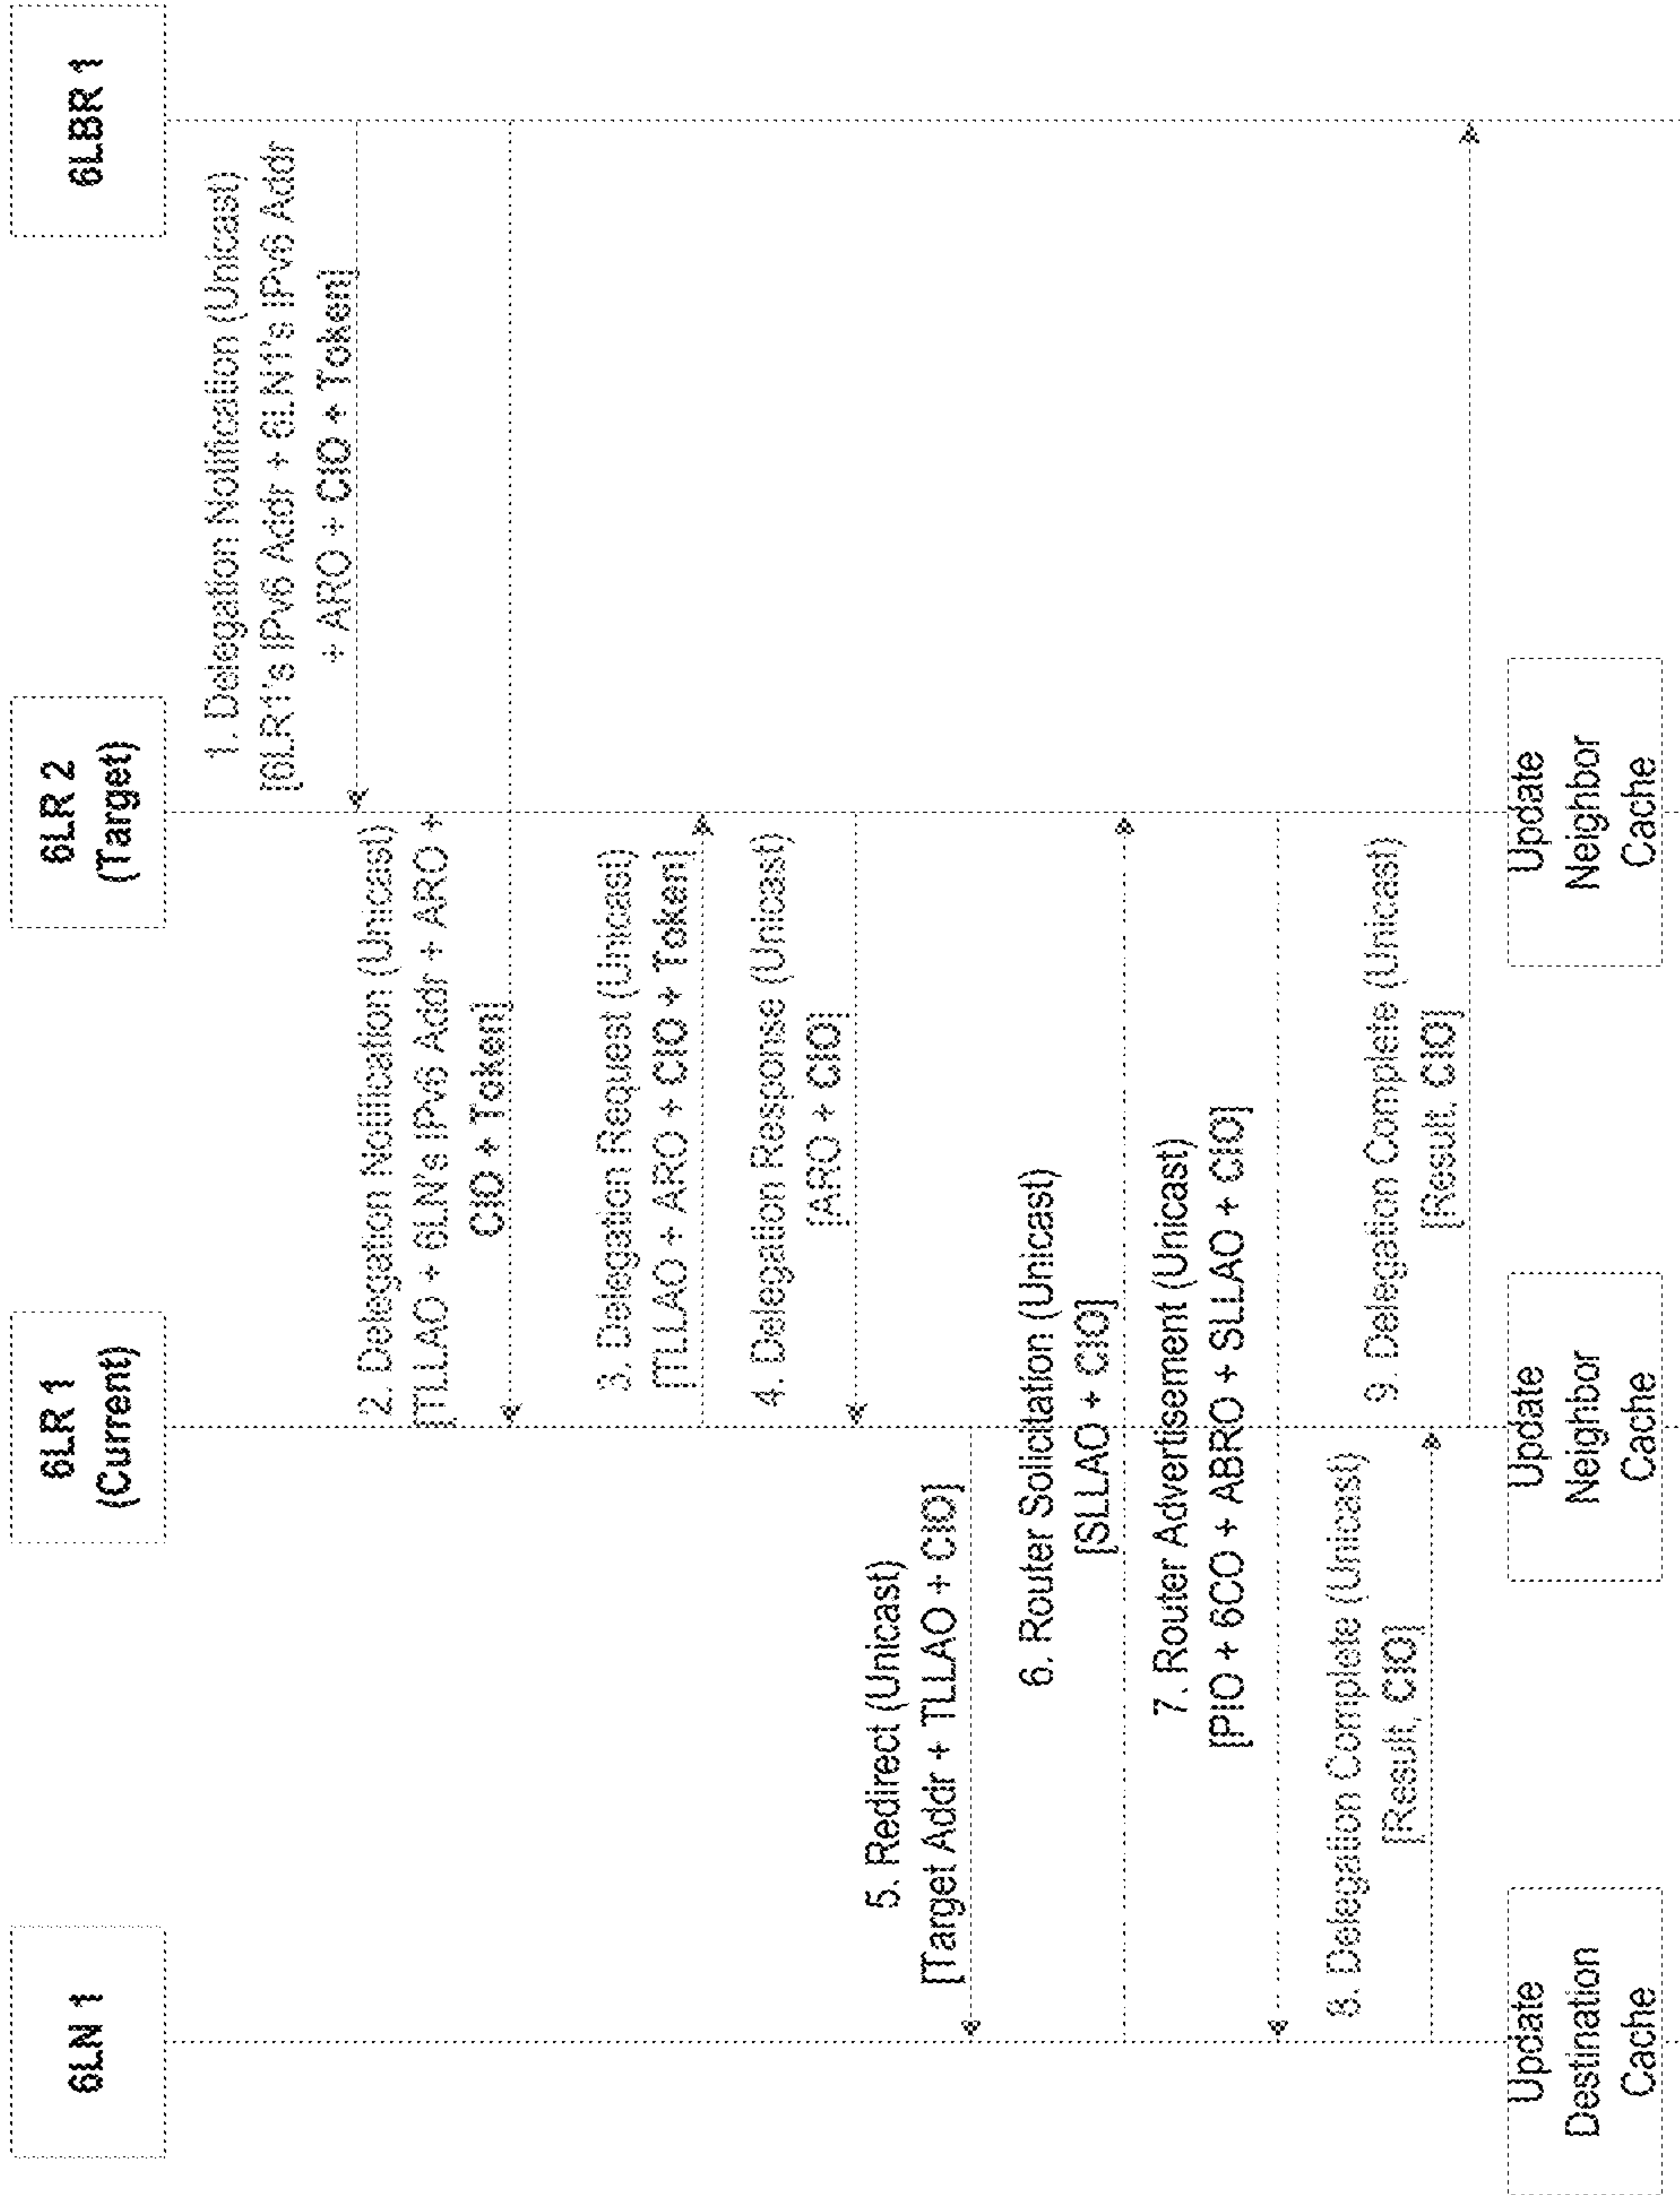 6LN 1
6LR 1
(Current)
6LR 2
(Target)
6LBR 1
1. Delegation Notification (Unicast)
[6LR1's IPv6 Addr + 6LN1's IPv6 Addr
+ ARO + CIO + Token]
2. Delegation Notification (Unicast)
[TLLAO + 6LN's IPv6 Addr + ARO +
CIO + Token]
3. Delegation Request (Unicast)
[TLLAO + ARO + CIO + Token]
4. Delegation Response (Unicast)
[ARO + CIO]
5. Redirect (Unicast)
[Target Addr + TLLAO + CIO]
6. Router Solicitation (Unicast)
[SLLAO + CIO]
7. Router Advertisement (Unicast)
[PIO + 6CO + ABRO + SLLAO + CIO]
8. Delegation Complete (Unicast)
[Result, CIO]
9. Delegation Complete (Unicast)
[Result, CIO]
Update
Destination
Cache
Update
Neighbor
Cache
Update
Neighbor
Cache